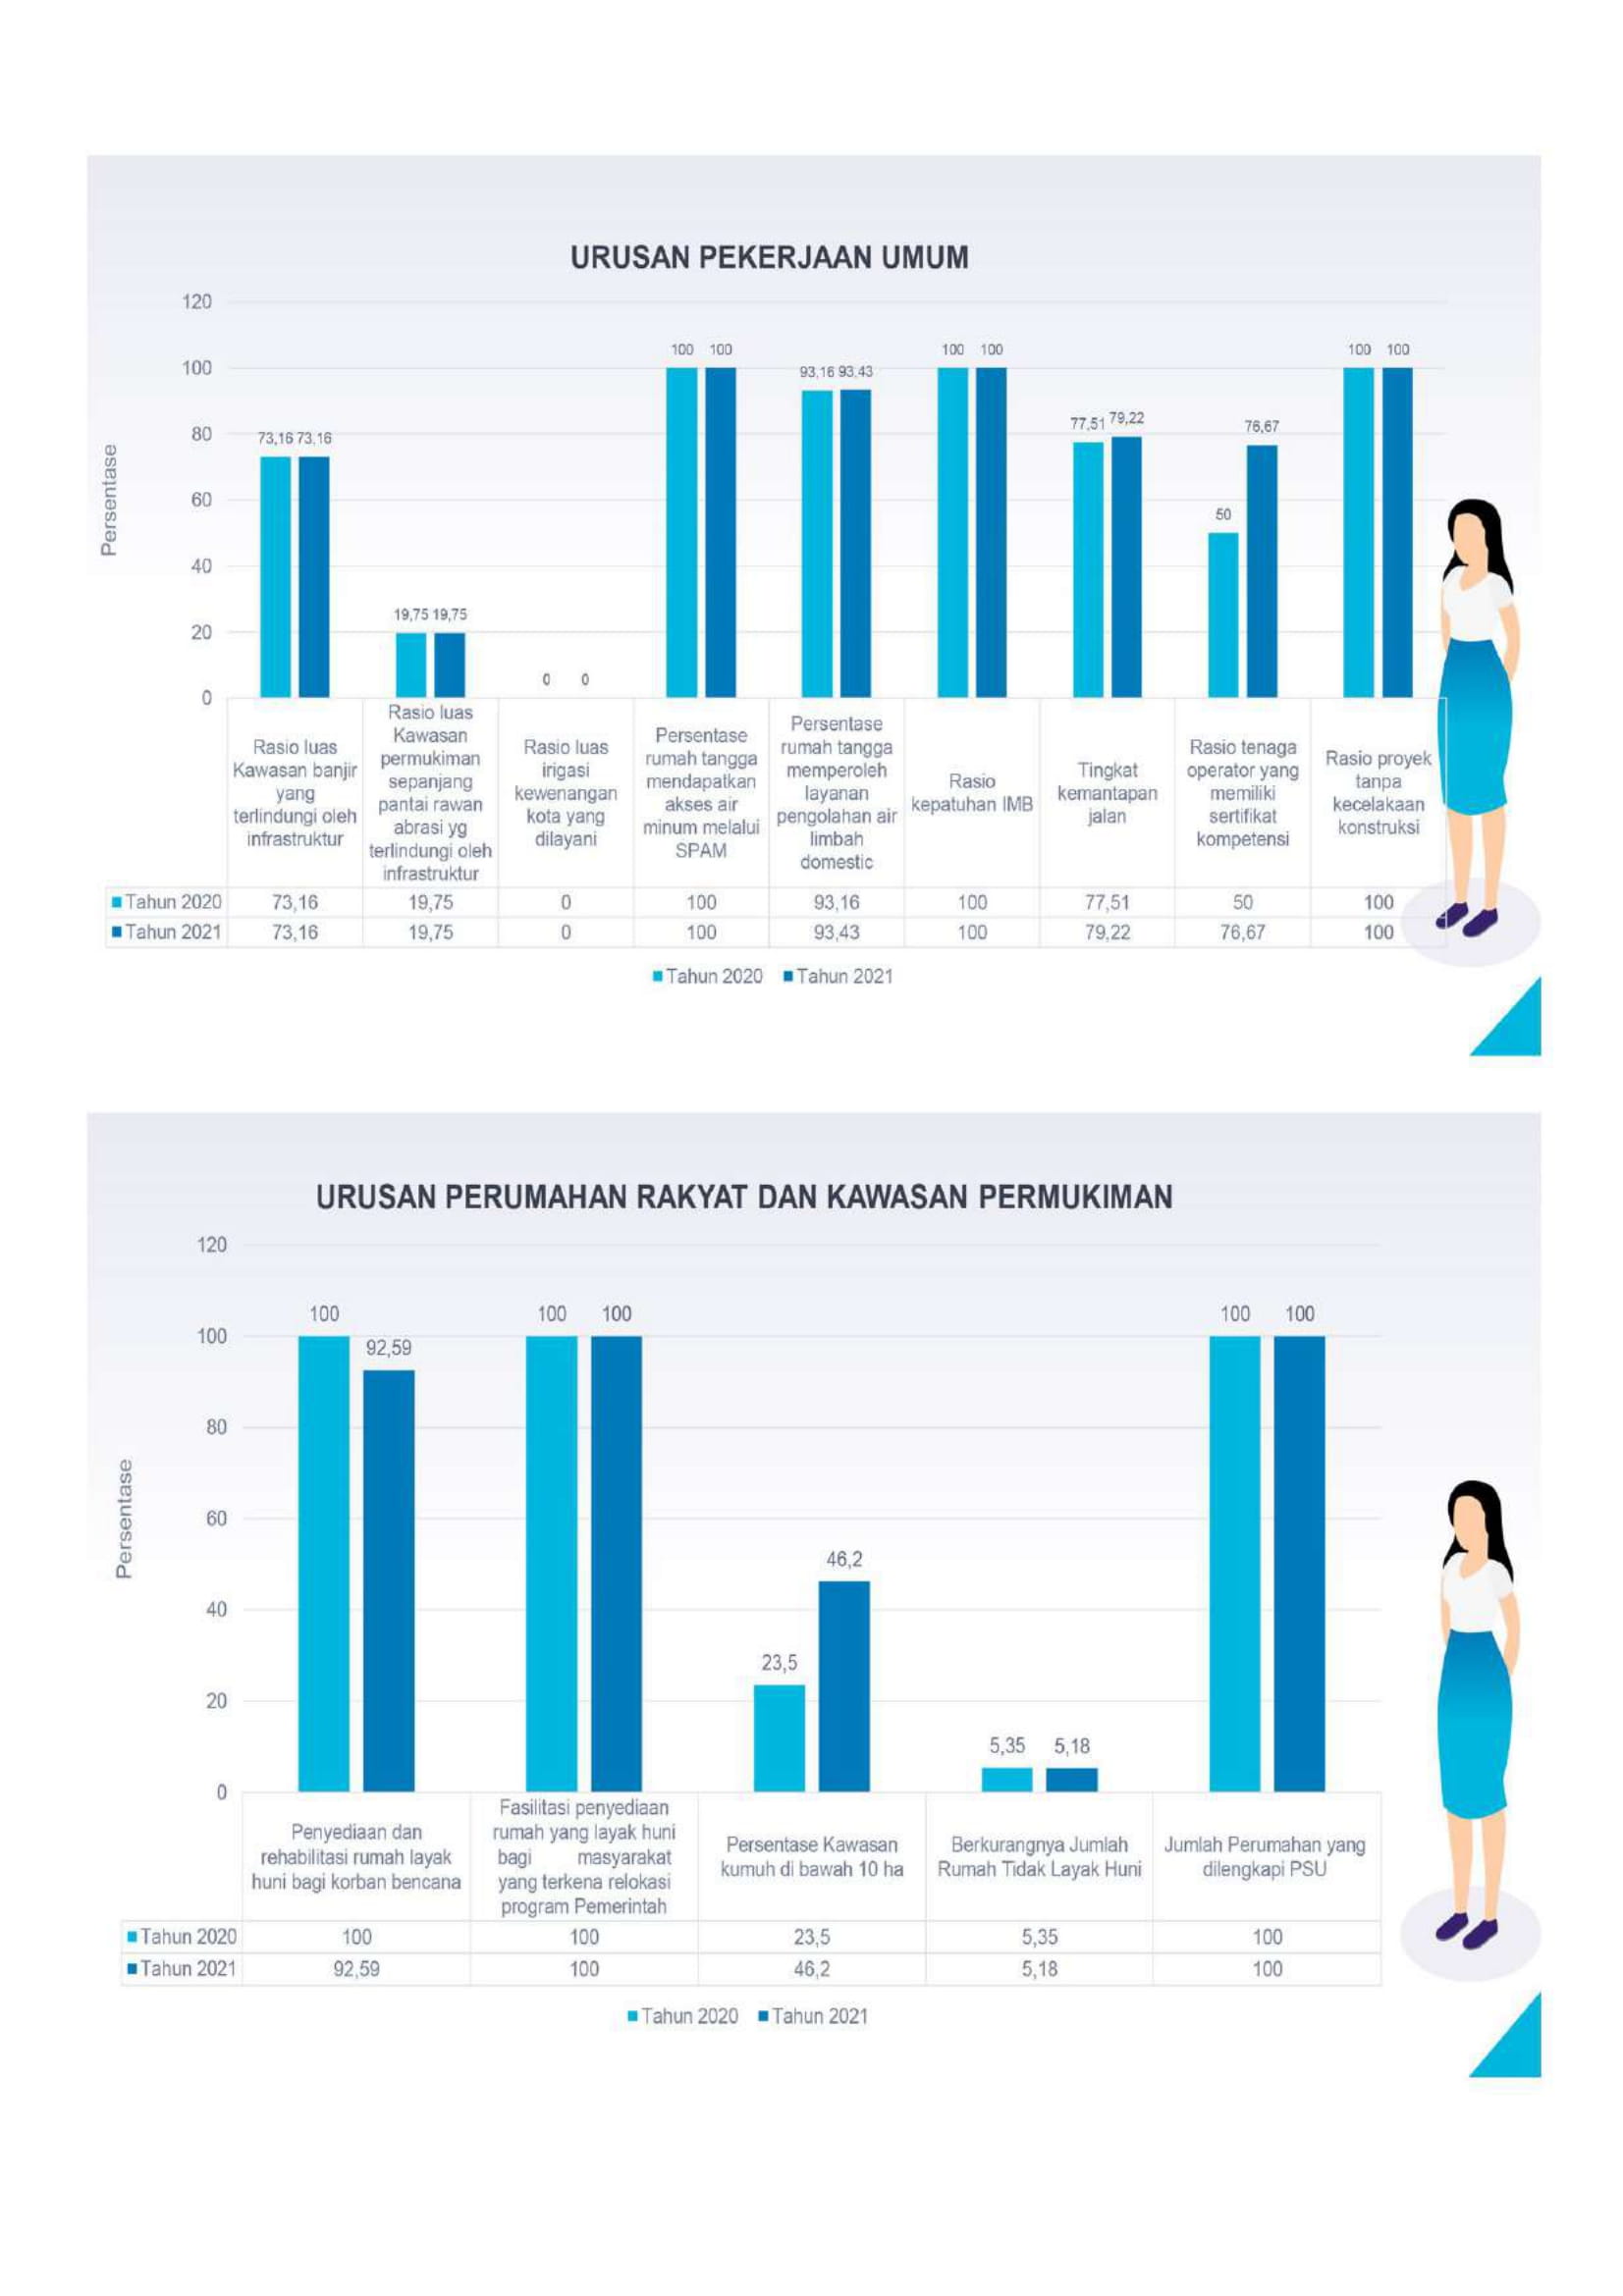 URUSAN PEKERJAAN UMUM
120
100
80
60
40
20
0
Persentase
73,16 73,16
19,75 19,75
0 0
100 100
93,16 93,43
100 100
77,51 79,22
50 76,67
100 100
Rasio luas
Kawasan banjir
yang
terlindungi oleh
infrastruktur
Rasio luas
Kawasan
permukiman
sepanjang
pantai rawan
abrasi yg
terlindungi oleh
infrastruktur
Rasio luas
irigasi
kewenangan
kota yang
dilayani
Persentase
rumah tangga
mendapatkan
akses air
minum melalui
SPAM
Persentase
rumah tangga
memperoleh
layanan
pengolahan air
limbah
domestic
Rasio
kepatuhan IMB
Tingkat
kemantapan
jalan
Rasio tenaga
operator yang
memiliki
sertifikat
kompetensi
Rasio proyek
tanpa
kecelakaan
konstruksi
Tahun 2020 73,16 19,75 0 100 93,16 100 77,51 50 100
Tahun 2021 73,16 19,75 0 100 93,43 100 79,22 76,67 100
Tahun 2020 Tahun 2021
URUSAN PERUMAHAN RAKYAT DAN KAWASAN PERMUKIMAN
120
100
80
60
40
20
0
Persentase
100 92,59
100 100
23,5 46,2
5,35 5,18
100 100
Penyediaan dan
rehabilitasi rumah layak
huni bagi korban bencana
Fasilitasi penyediaan
rumah yang layak huni
bagi masyarakat
yang terkena relokasi
program Pemerintah
Persentase Kawasan
kumuh di bawah 10 ha
Berkurangnya Jumlah
Rumah Tidak Layak Huni
Jumlah Perumahan yang
dilengkapi PSU
Tahun 2020 100 100 23,5 5,35 100
Tahun 2021 92,59 100 46,2 5,18 100
Tahun 2020 Tahun 2021